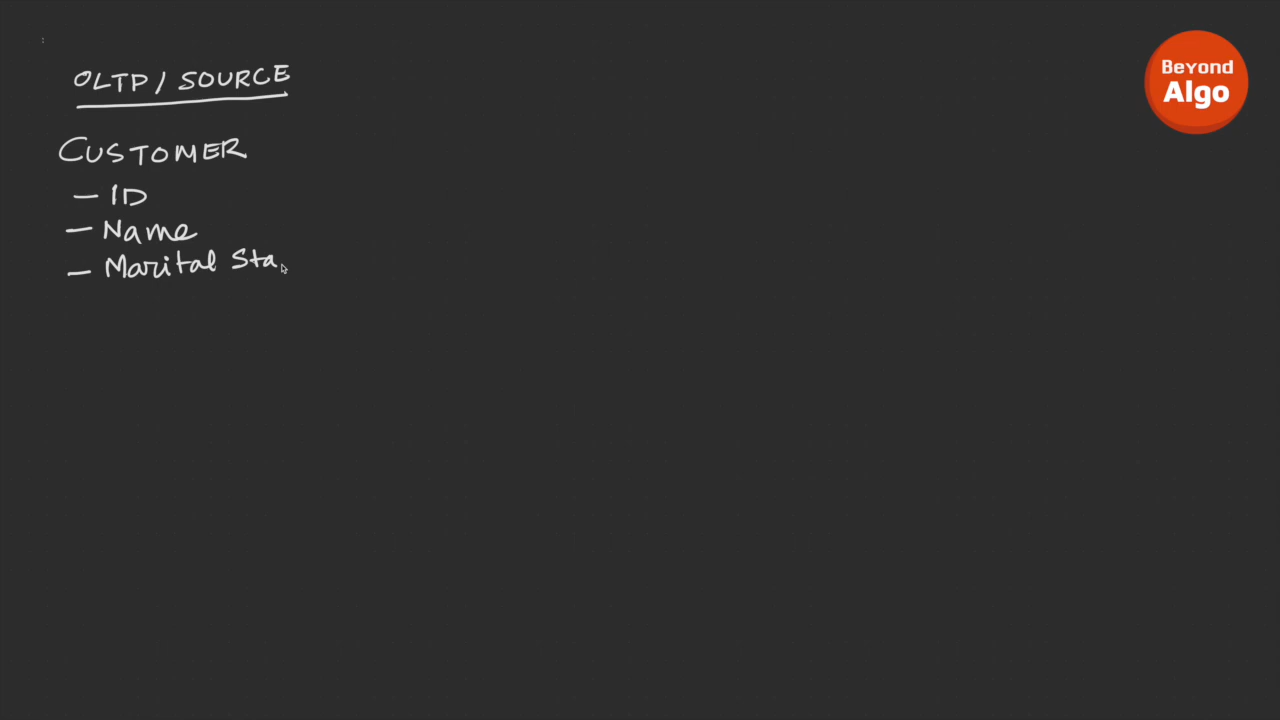 OLTP / SOURCE
CUSTOMER
— ID
— Name
— Marital Sta
Beyond
Algo